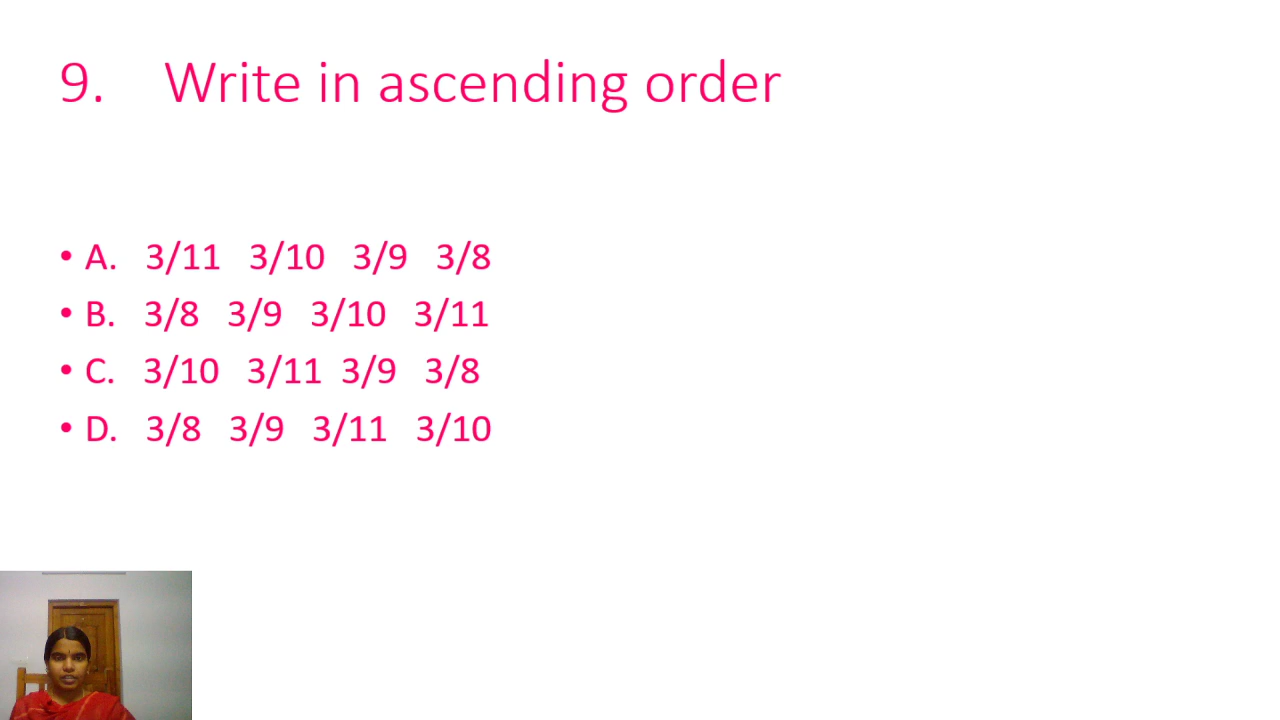 9. Write in ascending order
• A. 3/11 3/10 3/9 3/8
• B. 3/8 3/9 3/10 3/11
• C. 3/10 3/11 3/9 3/8
• D. 3/8 3/9 3/11 3/10